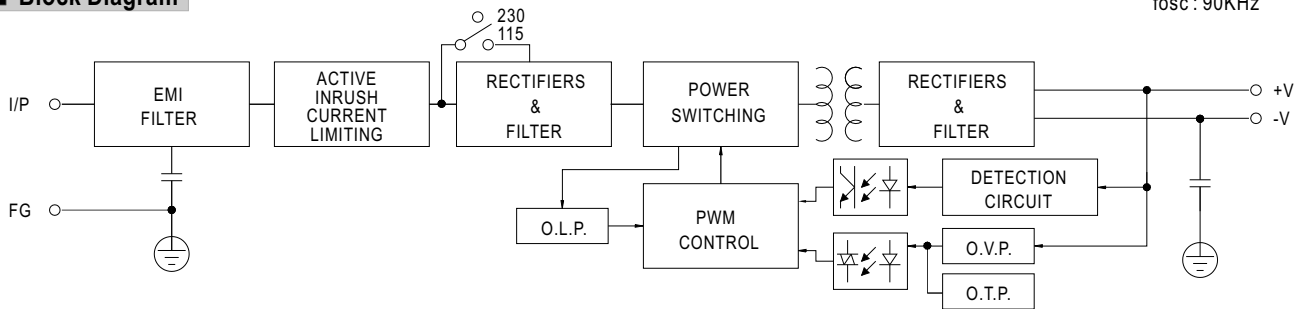 Block Diagram
fosc : 90KHz
230
115
I/P
EMI
FILTER
ACTIVE
INRUSH
CURRENT
LIMITING
RECTIFIERS
&
FILTER
POWER
SWITCHING
RECTIFIERS
&
FILTER
+V
-V
FG
O.L.P.
PWM
CONTROL
DETECTION
CIRCUIT
O.V.P.
O.T.P.